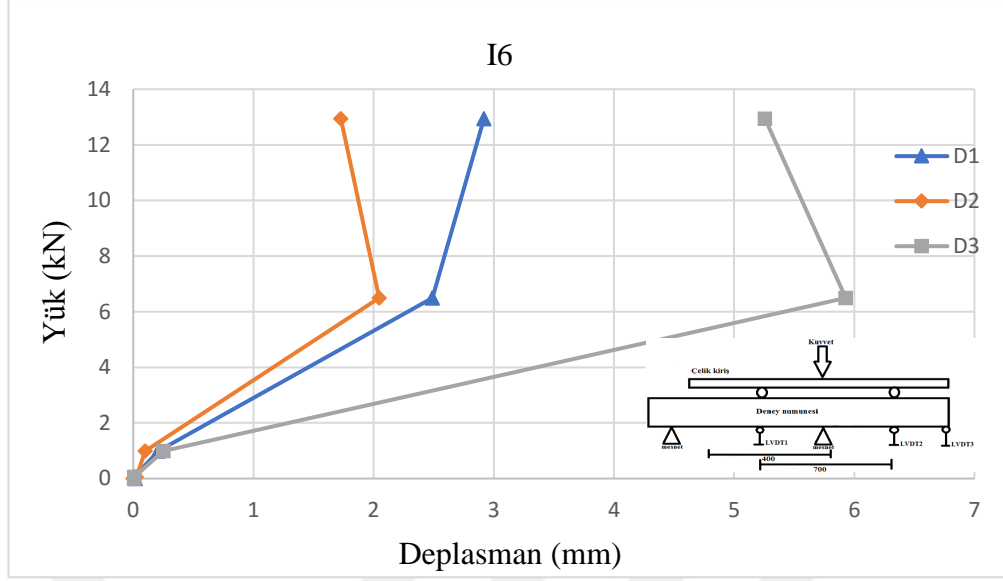 I6
14
12
10
8
6
4
2
0
0 1 2 3 4 5 6 7
Yük (kN)
Deplasman (mm)
D1
D2
D3
Kuvvet
Çelik kiriş
Deney numunesi
mesnet
LVDT1
mesnet
LVDT2
LVDT3
400
700